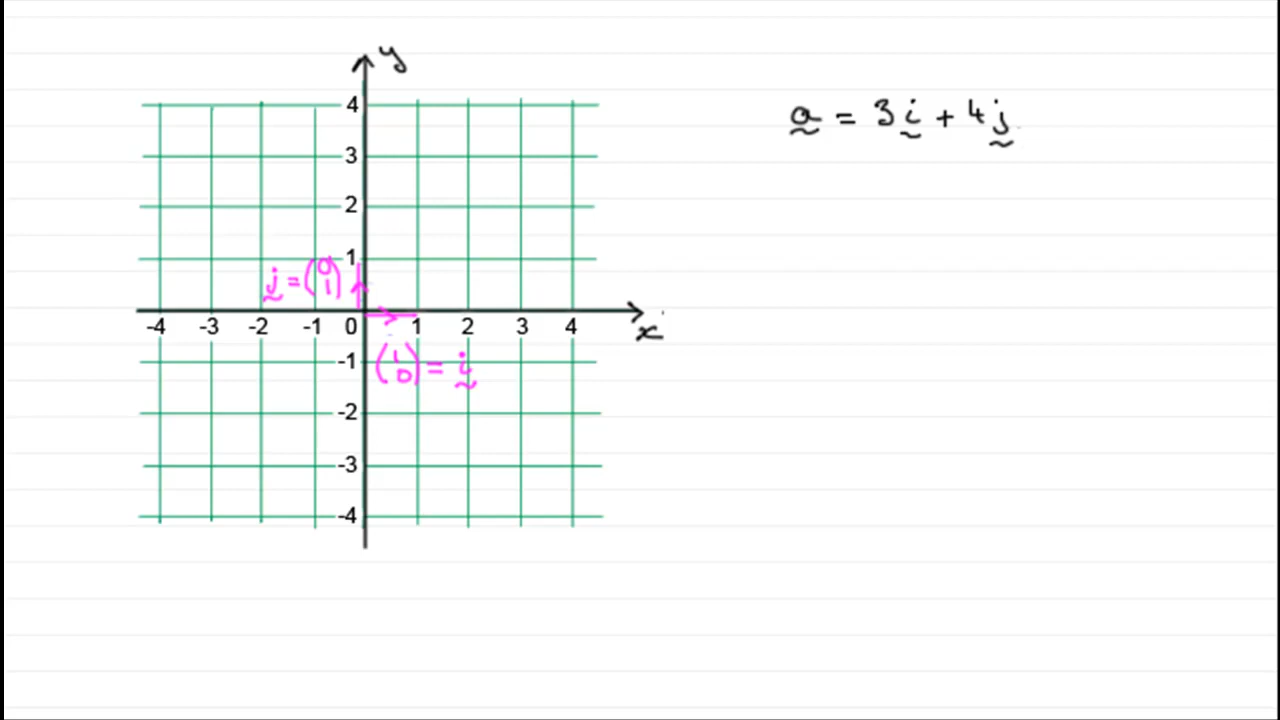 y
a = 3i + 4j
4
3
2
1
j = (0 1)
-4 -3 -2 -1 0 1 2 3 4
x
-1
(1 0) = i
-2
-3
-4